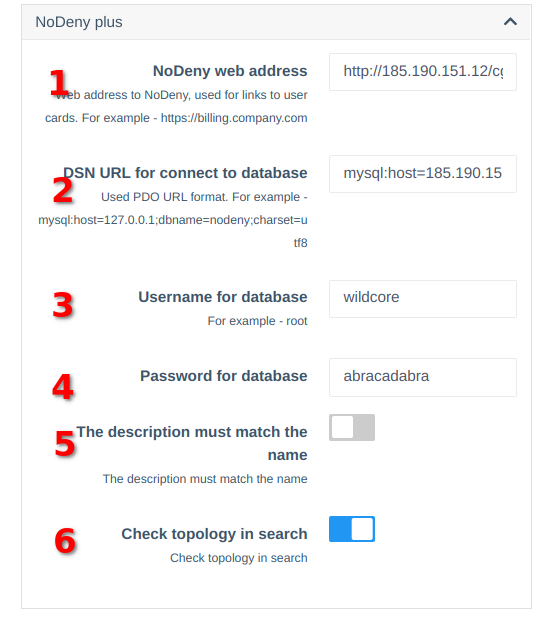 NoDeny plus
1
NoDeny web address
Web address to NoDeny, used for links to user
cards. For example - https://billing.company.com
http://185.190.151.12/cg
2
DSN URL for connect to database
Used PDO URL format. For example -
mysql:host=127.0.0.1;dbname=nodeny;charset=u
tf8
mysql:host=185.190.15
3
Username for database
For example - root
wildcore
4
Password for database
abracadabra
5
The description must match the
name
The description must match the name
6
Check topology in search
Check topology in search